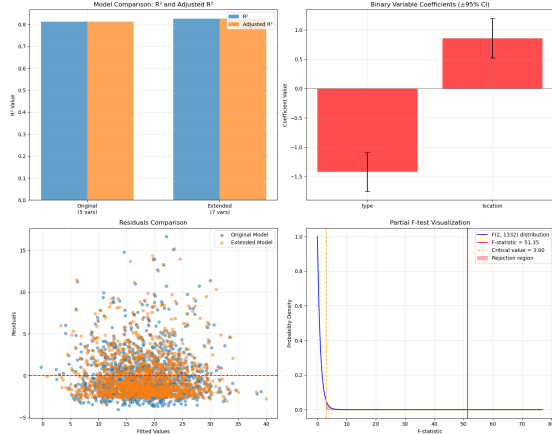 Model Comparison: R² and Adjusted R²
R² Value
0.0
0.1
0.2
0.3
0.4
0.5
0.6
0.7
0.8
R²
Adjusted R²
Original
(5 vars)
Extended
(7 vars)
Binary Variable Coefficients (±95% CI)
Coefficient Value
1.0
0.5
0.0
−0.5
−1.0
−1.5
type
location
Residuals Comparison
Residuals
15
10
5
0
−5
Original Model
Extended Model
0
5
10
15
20
25
30
35
40
Fitted Values
Partial F-test Visualization
Probability Density
1.0
0.8
0.6
0.4
0.2
0.0
F(2, 1332) distribution
F-statistic = 51.35
Critical value = 3.00
Rejection region
0
10
20
30
40
50
60
70
80
F-statistic